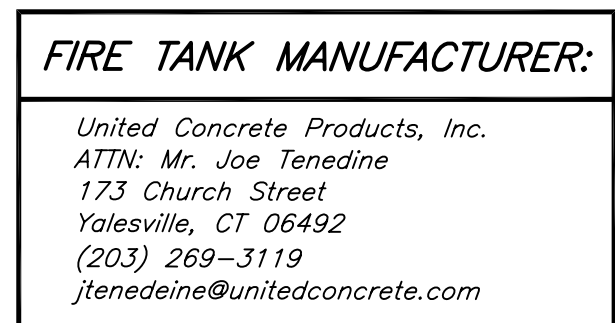 FIRE TANK MANUFACTURER:
United Concrete Products, Inc.
ATTN: Mr. Joe Tenedine
173 Church Street
Yalesville, CT 06492
(203) 269-3119
jtenedeine@unitedconcrete.com